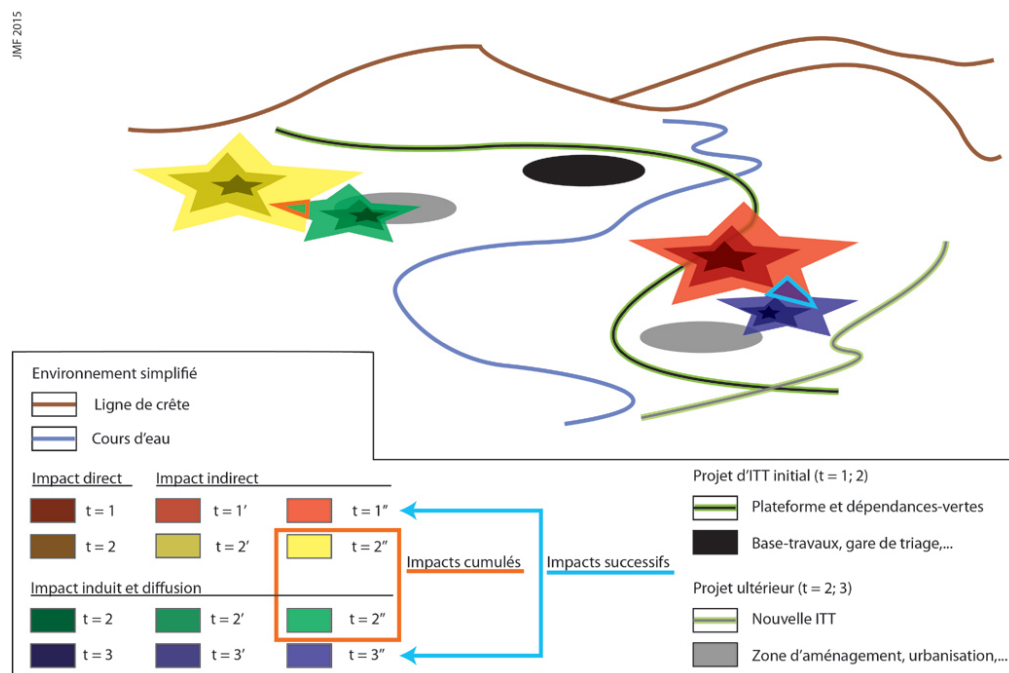 JMF 2015
Environnement simplifié
Ligne de crête
Cours d'eau
Impact direct
Impact indirect
t = 1
t = 1'
t = 1"
t = 2
t = 2'
t = 2"
Impacts cumulés
Impacts successifs
Impact induit et diffusion
t = 2
t = 2'
t = 2"
t = 3
t = 3'
t = 3"
Projet d'ITT initial (t = 1; 2)
Plateforme et dépendances-vertes
Base-travaux, gare de triage,...
Projet ultérieur (t = 2; 3)
Nouvelle ITT
Zone d'aménagement, urbanisation,...